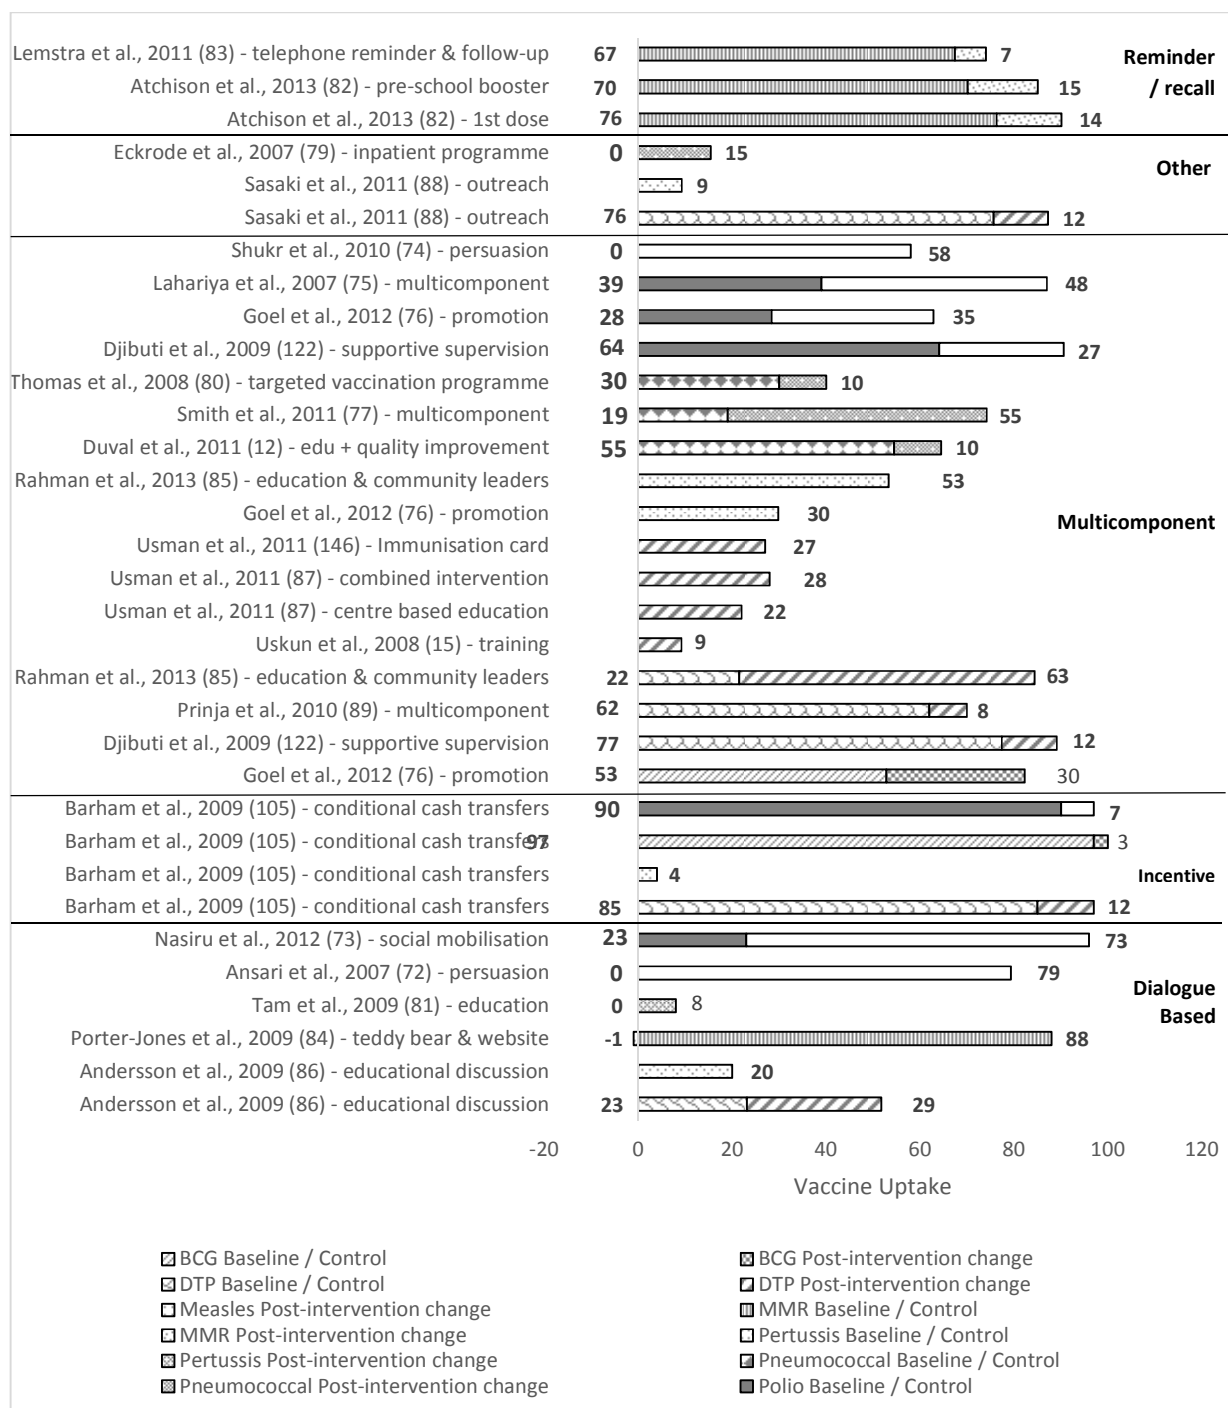 Lemstra et al., 2011 (83) - telephone reminder & follow-up 67 7 Reminder
Atchison et al., 2013 (82) - pre-school booster 70 15 / recall
Atchison et al., 2013 (82) - 1st dose 76 14
Eckrode et al., 2007 (79) - inpatient programme 0 15 Other
Sasaki et al., 2011 (88) - outreach 9
Sasaki et al., 2011 (88) - outreach 76 12
Shukr et al., 2010 (74) - persuasion 0 58
Lahariya et al., 2007 (75) - multicomponent 39 48
Goel et al., 2012 (76) - promotion 28 35
Djibuti et al., 2009 (122) - supportive supervision 64 27
Thomas et al., 2008 (80) - targeted vaccination programme 30 10
Smith et al., 2011 (77) - multicomponent 19 55
Duval et al., 2011 (12) - edu + quality improvement 55 10
Rahman et al., 2013 (85) - education & community leaders 53
Goel et al., 2012 (76) - promotion 30 Multicomponent
Usman et al., 2011 (146) - Immunisation card 27
Usman et al., 2011 (87) - combined intervention 28
Usman et al., 2011 (87) - centre based education 22
Uskun et al., 2008 (15) - training 9
Rahman et al., 2013 (85) - education & community leaders 22 63
Prinja et al., 2010 (89) - multicomponent 62 8
Djibuti et al., 2009 (122) - supportive supervision 77 12
Goel et al., 2012 (76) - promotion 53 30
Barham et al., 2009 (105) - conditional cash transfers 90 7
Barham et al., 2009 (105) - conditional cash transfers 97 3
Barham et al., 2009 (105) - conditional cash transfers 4 Incentive
Barham et al., 2009 (105) - conditional cash transfers 85 12
Nasiru et al., 2012 (73) - social mobilisation 23 73
Ansari et al., 2007 (72) - persuasion 0 79 Dialogue
Tam et al., 2009 (81) - education 0 8 Based
Porter-Jones et al., 2009 (84) - teddy bear & website -1 88
Andersson et al., 2009 (86) - educational discussion 20
Andersson et al., 2009 (86) - educational discussion 23 29
-20 0 20 40 60 80 100 120
Vaccine Uptake
BCG Baseline / Control BCG Post-intervention change
DTP Baseline / Control DTP Post-intervention change
Measles Post-intervention change MMR Baseline / Control
MMR Post-intervention change Pertussis Baseline / Control
Pertussis Post-intervention change Pneumococcal Baseline / Control
Pneumococcal Post-intervention change Polio Baseline / Control